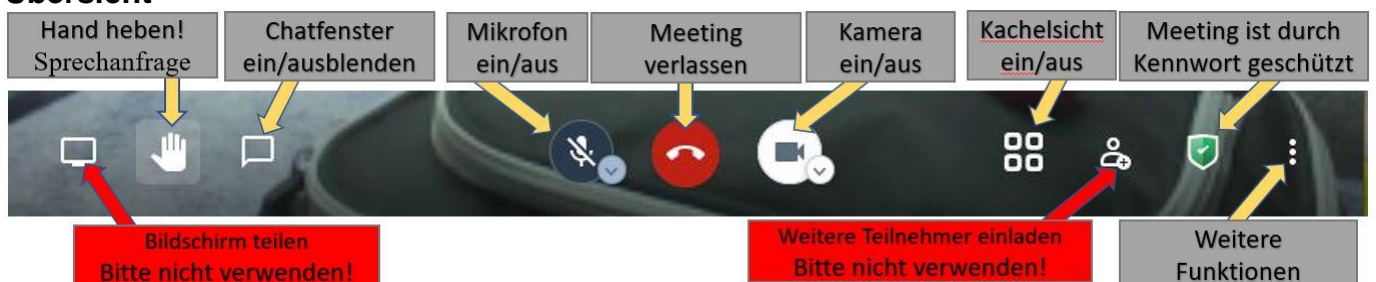 Übersicht
Hand heben!
Sprechanfrage
Chatfenster
ein/ausblenden
Mikrofon
ein/aus
Meeting
verlassen
Kamera
ein/aus
Kachelsicht
ein/aus
Meeting ist durch
Kennwort geschützt
Bildschirm teilen
Bitte nicht verwenden!
Weitere Teilnehmer einladen
Bitte nicht verwenden!
Weitere
Funktionen